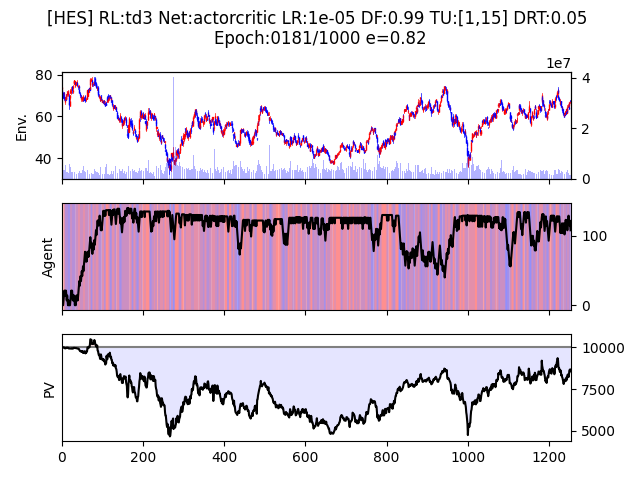 [HES] RL:td3 Net:actorcritic LR:1e-05 DF:0.99 TU:[1,15] DRT:0.05
Epoch:0181/1000 e=0.82
1e7
80
60
40
Env.
4
2
0
Agent
100
0
PV
10000
7500
5000
0 200 400 600 800 1000 1200